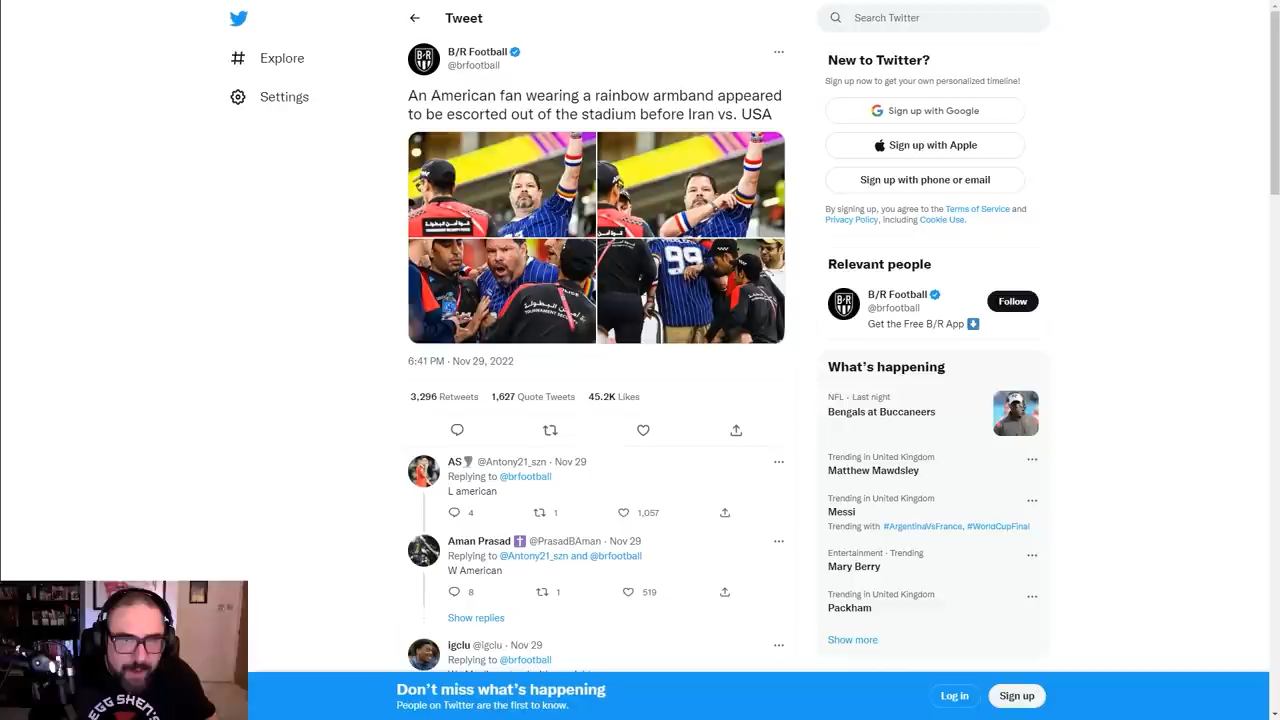 Tweet
Search Twitter
Explore
Settings
B/R Football
@brfootball
An American fan wearing a rainbow armband appeared
to be escorted out of the stadium before Iran vs. USA
TOURNAMENT SECURITY
99
6:41 PM · Nov 29, 2022
3,296 Retweets 1,627 Quote Tweets 45.2K Likes
AS @Antony21_szn · Nov 29
Replying to @brfootball
L american
4 1 1,057
Aman Prasad @PrasadBAman · Nov 29
Replying to @Antony21_szn and @brfootball
W American
8 1 519
Show replies
igclu @igclu · Nov 29
Replying to @brfootball
New to Twitter?
Sign up now to get your own personalized timeline!
Sign up with Google
Sign up with Apple
Sign up with phone or email
By signing up, you agree to the Terms of Service and
Privacy Policy, including Cookie Use.
Relevant people
B/R Football
@brfootball
Follow
Get the Free B/R App
What's happening
NFL · Last night
Bengals at Buccaneers
Trending in United Kingdom
Matthew Mawdsley
Trending in United Kingdom
Messi
Trending with #ArgentinaVsFrance, #WorldCupFinal
Entertainment · Trending
Mary Berry
Trending in United Kingdom
Packham
Show more
Don't miss what's happening
People on Twitter are the first to know.
Log in
Sign up